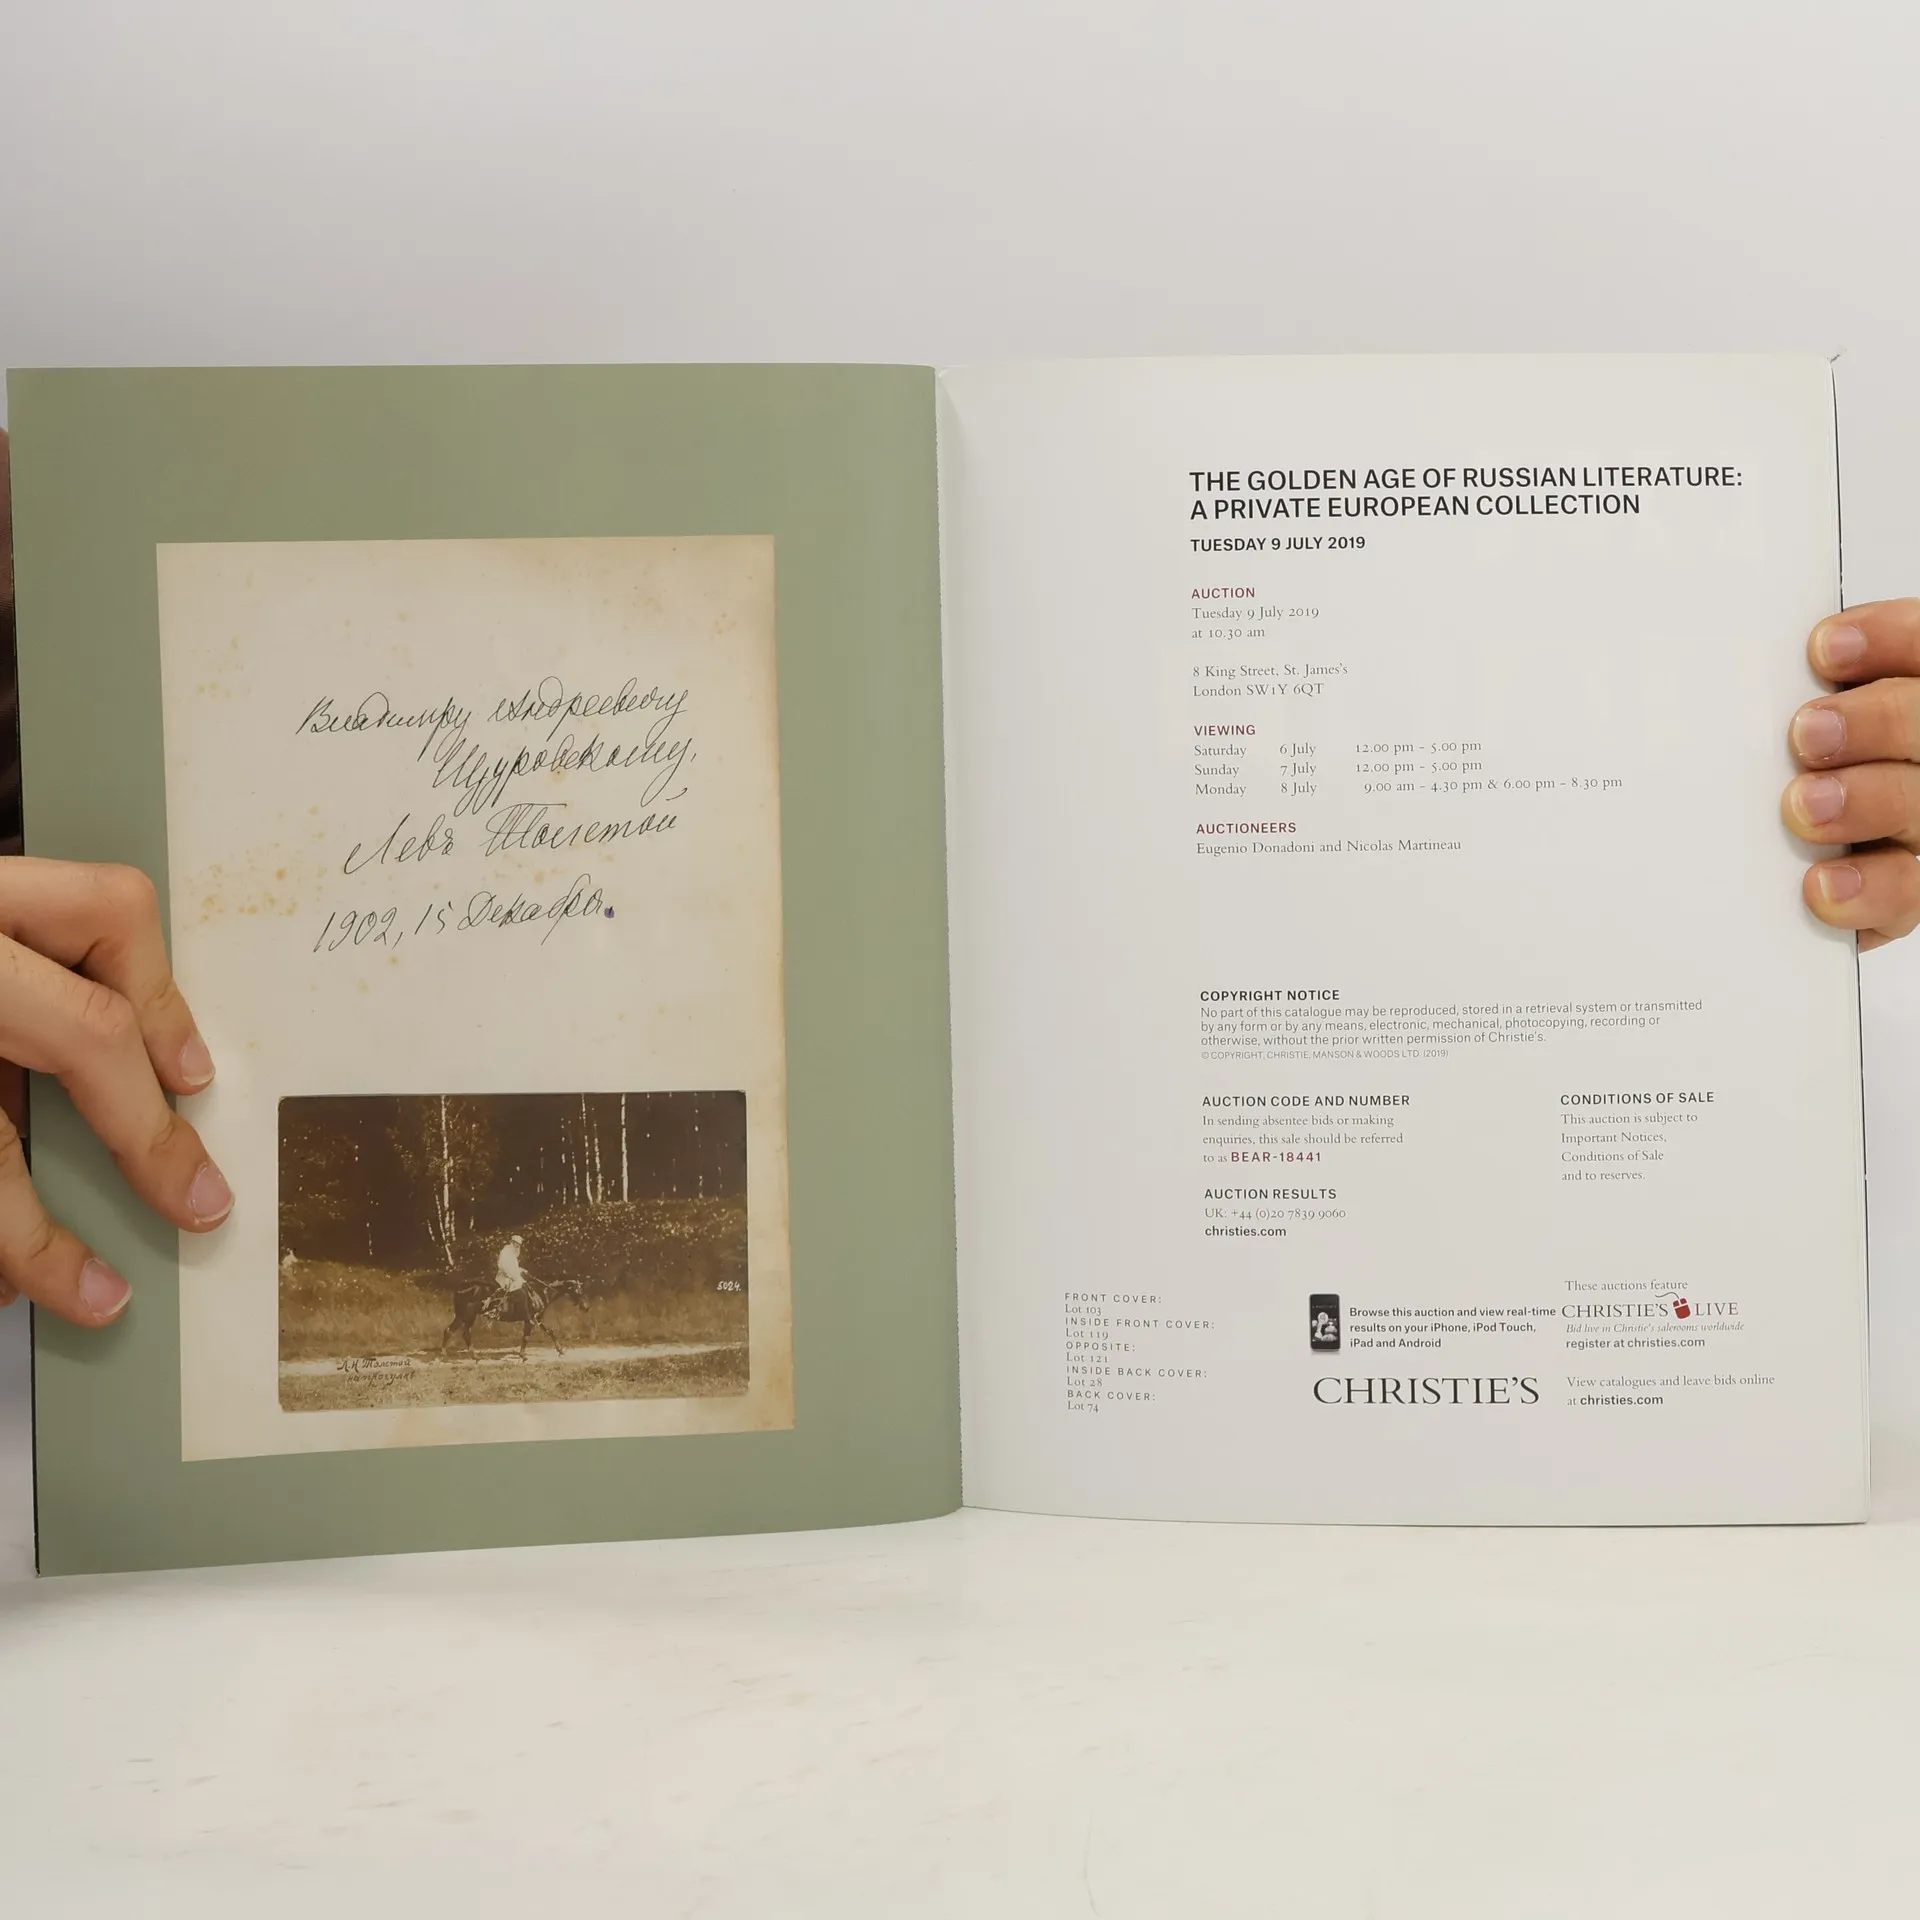 Владимиру Андреевичу
Щуровскому.
Левъ Толстой
1902, 15 Декабря.
5024.
Л.Н. Толстой
на прогулкѣ
THE GOLDEN AGE OF RUSSIAN LITERATURE:
A PRIVATE EUROPEAN COLLECTION
TUESDAY 9 JULY 2019
AUCTION
Tuesday 9 July 2019
at 10.30 am
8 King Street, St. James's
London SW1Y 6QT
VIEWING
Saturday 6 July 12.00 pm - 5.00 pm
Sunday 7 July 12.00 pm - 5.00 pm
Monday 8 July 9.00 am - 4.30 pm & 6.00 pm - 8.30 pm
AUCTIONEERS
Eugenio Donadoni and Nicolas Martineau
COPYRIGHT NOTICE
No part of this catalogue may be reproduced, stored in a retrieval system or transmitted
by any form or by any means, electronic, mechanical, photocopying, recording or
otherwise, without the prior written permission of Christie's.
© COPYRIGHT, CHRISTIE, MANSON & WOODS LTD. (2019)
AUCTION CODE AND NUMBER
In sending absentee bids or making
enquiries, this sale should be referred
to as BEAR-18441
AUCTION RESULTS
UK: +44 (0)20 7839 9060
christies.com
CONDITIONS OF SALE
This auction is subject to
Important Notices,
Conditions of Sale
and to reserves.
FRONT COVER:
Lot 103
INSIDE FRONT COVER:
Lot 119
OPPOSITE:
Lot 121
INSIDE BACK COVER:
Lot 28
BACK COVER:
Lot 74
Browse this auction and view real-time
results on your iPhone, iPod Touch,
iPad and Android
CHRISTIE'S
These auctions feature
CHRISTIE'S LIVE
Bid live in Christie's salerooms worldwide
register at christies.com
View catalogues and leave bids online
at christies.com